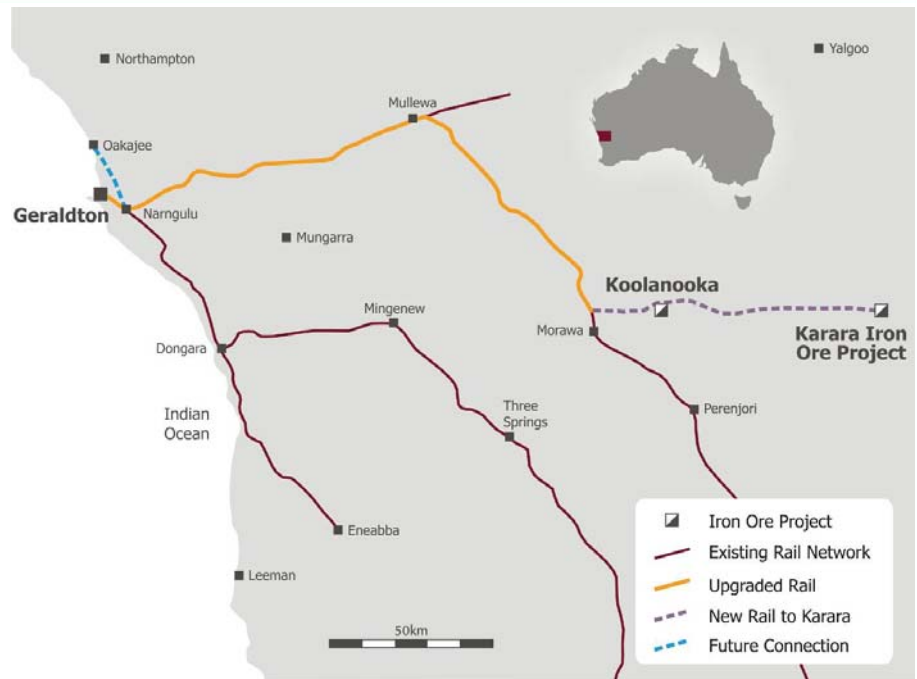 Northampton
Yalgoo
Mullewa
Oakajee
Geraldton
Narngulu
Mungarra
Koolanooka
Mingenew
Morawa
Karara Iron
Ore Project
Dongara
Indian
Ocean
Three
Springs
Perenjori
Eneabba
Leeman
50km
Iron Ore Project
Existing Rail Network
Upgraded Rail
New Rail to Karara
Future Connection